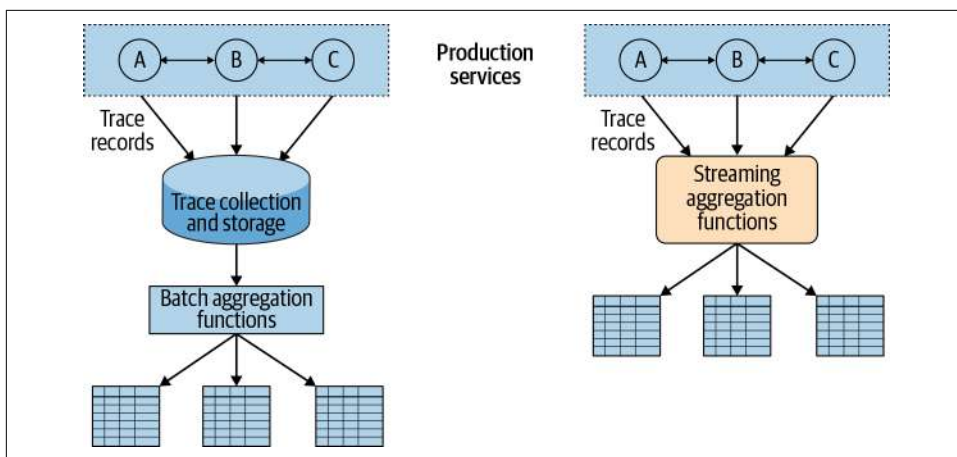 A
B
C
Production
services
Trace
records
Trace collection
and storage
Batch aggregation
functions
A
B
C
Trace
records
Streaming
aggregation
functions